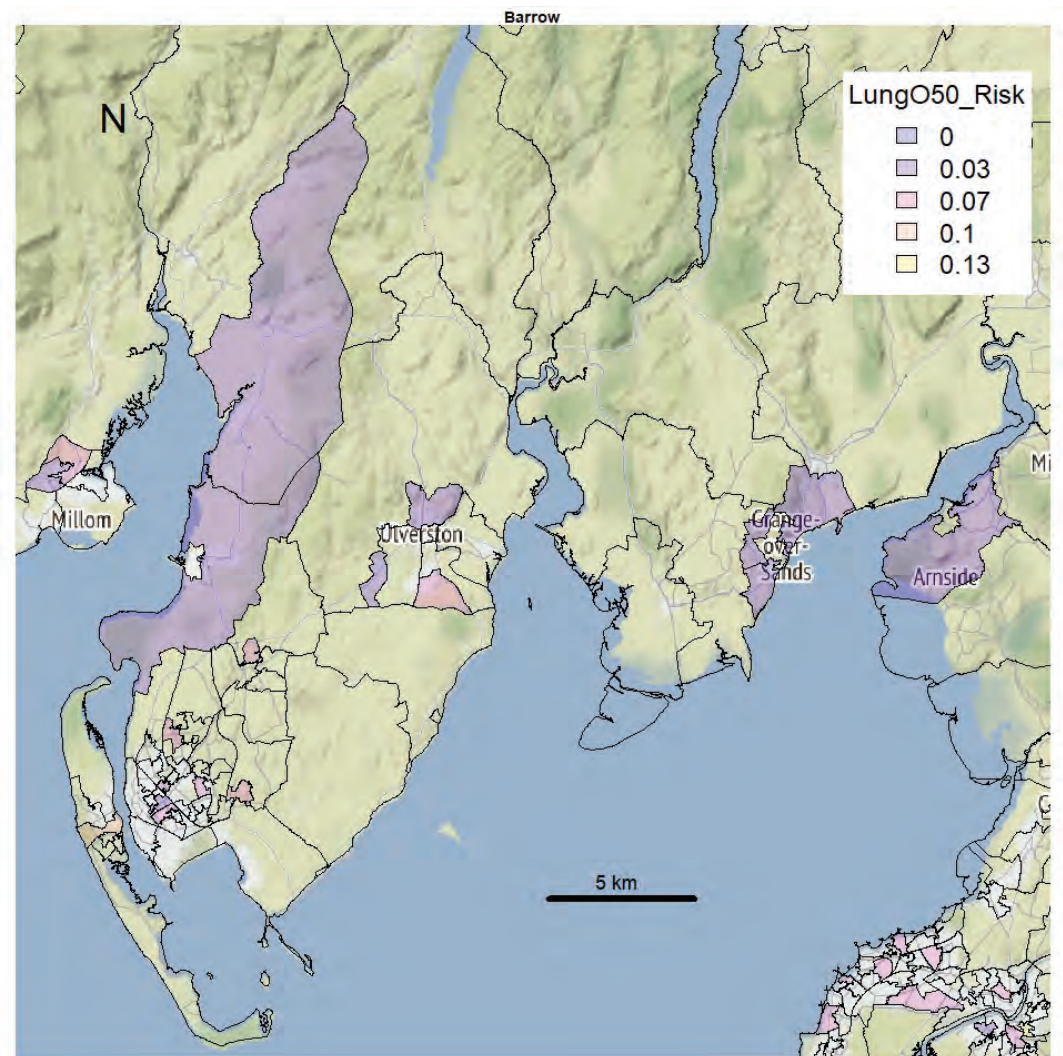 Barrow
N
LungO50_Risk
0
0.03
0.07
0.1
0.13
Mi
Millom
Ulverston
Grange-
over-
Sands
Arnside
C
5 km